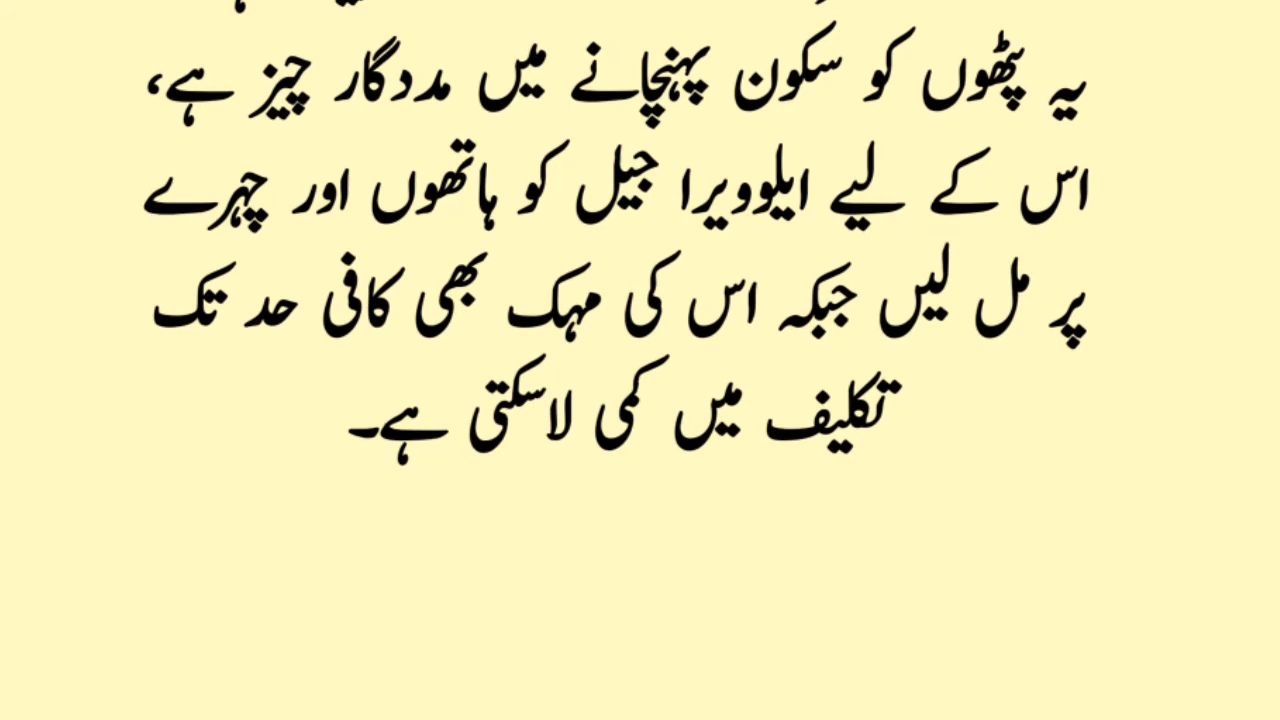 یہ پٹھوں کو سکون پہنچانے میں مددگار چیز ہے،
اس کے لیے ایلوویرا جیل کو ہاتھوں اور چہرے
پر مل لیں جبکہ اس کی مہک بھی کافی حد تک
تکلیف میں کمی لاسکتی ہے۔